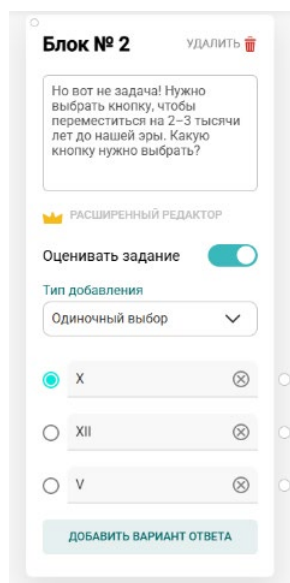 Блок № 2
УДАЛИТЬ
Но вот не задача! Нужно
выбрать кнопку, чтобы
переместиться на 2–3 тысячи
лет до нашей эры. Какую
кнопку нужно выбрать?
РАСШИРЕННЫЙ РЕДАКТОР
Оценивать задание
Тип добавления
Одиночный выбор
X
XII
V
ДОБАВИТЬ ВАРИАНТ ОТВЕТА